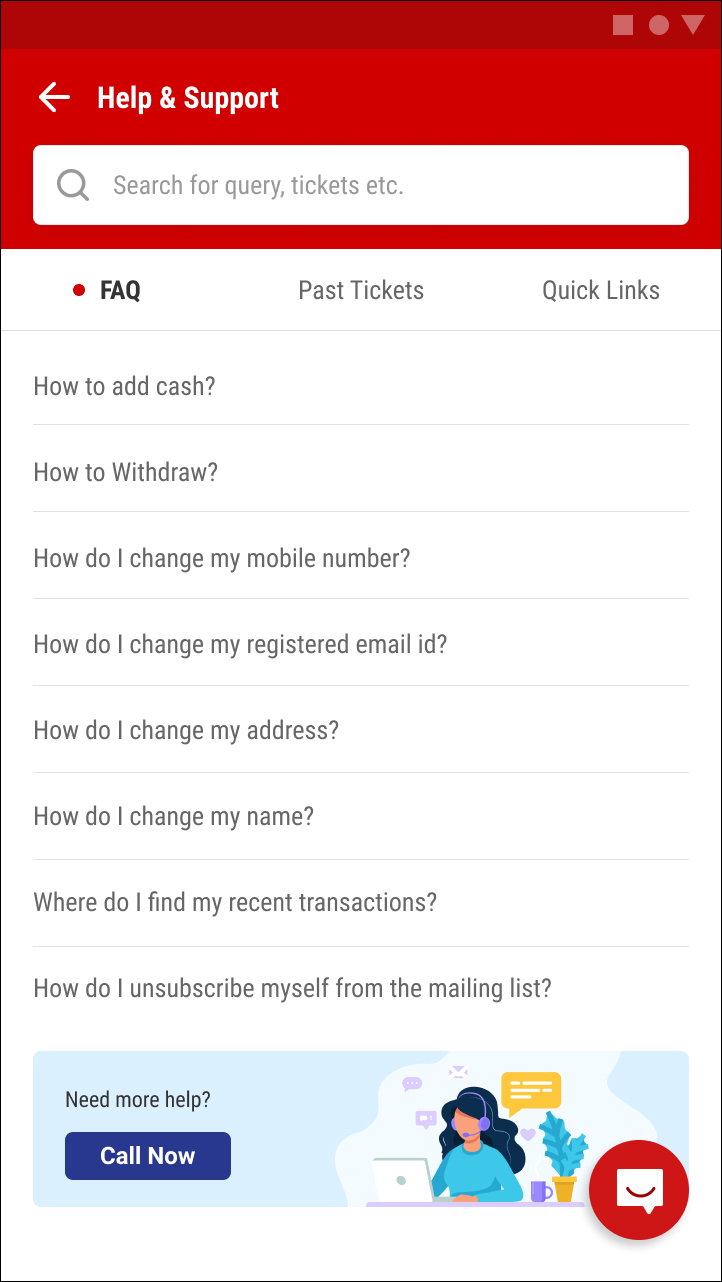 Help & Support
Search for query, tickets etc.
FAQ
Past Tickets
Quick Links
How to add cash?
How to Withdraw?
How do I change my mobile number?
How do I change my registered email id?
How do I change my address?
How do I change my name?
Where do I find my recent transactions?
How do I unsubscribe myself from the mailing list?
Need more help?
Call Now